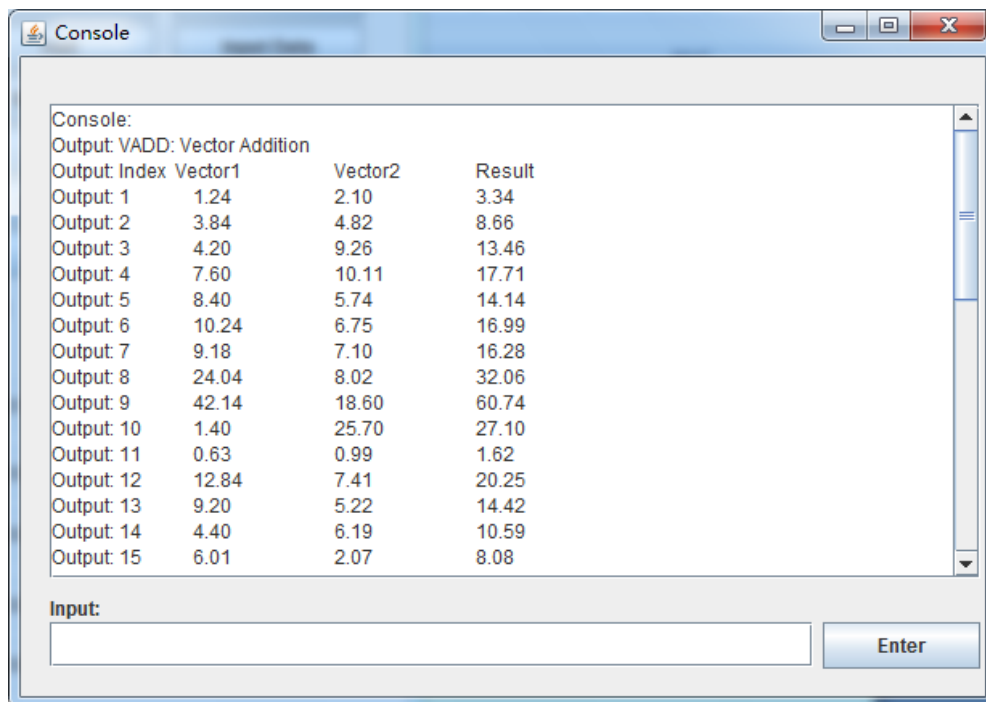 Console
Console:
Output: VADD: Vector Addition
Output: Index Vector1 Vector2 Result
Output: 1 1.24 2.10 3.34
Output: 2 3.84 4.82 8.66
Output: 3 4.20 9.26 13.46
Output: 4 7.60 10.11 17.71
Output: 5 8.40 5.74 14.14
Output: 6 10.24 6.75 16.99
Output: 7 9.18 7.10 16.28
Output: 8 24.04 8.02 32.06
Output: 9 42.14 18.60 60.74
Output: 10 1.40 25.70 27.10
Output: 11 0.63 0.99 1.62
Output: 12 12.84 7.41 20.25
Output: 13 9.20 5.22 14.42
Output: 14 4.40 6.19 10.59
Output: 15 6.01 2.07 8.08
Input:
Enter